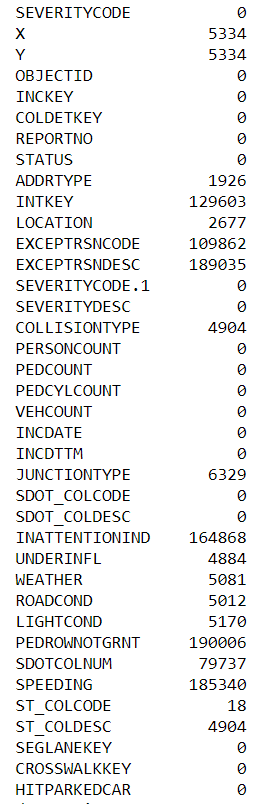 SEVERITYCODE 0
X 5334
Y 5334
OBJECTID 0
INCKEY 0
COLDETKEY 0
REPORTNO 0
STATUS 0
ADDRTYPE 1926
INTKEY 129603
LOCATION 2677
EXCEPTRSNCODE 109862
EXCEPTRSNDESC 189035
SEVERITYCODE.1 0
SEVERITYDESC 0
COLLISIONTYPE 4904
PERSONCOUNT 0
PEDCOUNT 0
PEDCYLCOUNT 0
VEHCOUNT 0
INCDATE 0
INCDTTM 0
JUNCTIONTYPE 6329
SDOT_COLCODE 0
SDOT_COLDESC 0
INATTENTIONIND 164868
UNDERINFL 4884
WEATHER 5081
ROADCOND 5012
LIGHTCOND 5170
PEDROWNOTGRNT 190006
SDOTCOLNUM 79737
SPEEDING 185340
ST_COLCODE 18
ST_COLDESC 4904
SEGLANEKEY 0
CROSSWALKKEY 0
HITPARKEDCAR 0